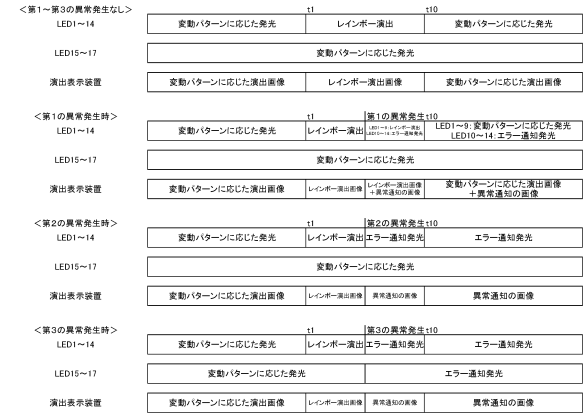 ＜第1～第3の異常発生なし＞ t1 t10
LED1～14 変動パターンに応じた発光 レインボー演出 変動パターンに応じた発光
LED15～17 変動パターンに応じた発光
演出表示装置 変動パターンに応じた演出画像 レインボー演出画像 変動パターンに応じた演出画像
＜第1の異常発生時＞ t1 第1の異常発生 t10
LED1～14 変動パターンに応じた発光 レインボー演出 LED1～9:レインボー演出 LED1～9:変動パターンに応じた発光
LED10～14:エラー通知発光 LED10～14:エラー通知発光
LED15～17 変動パターンに応じた発光
演出表示装置 変動パターンに応じた演出画像 レインボー演出画像 レインボー演出画像 変動パターンに応じた演出画像
＋異常通知の画像 ＋異常通知の画像
＜第2の異常発生時＞ t1 第2の異常発生 t10
LED1～14 変動パターンに応じた発光 レインボー演出 エラー通知発光 エラー通知発光
LED15～17 変動パターンに応じた発光
演出表示装置 変動パターンに応じた演出画像 レインボー演出画像 異常通知の画像 異常通知の画像
＜第3の異常発生時＞ t1 第3の異常発生 t10
LED1～14 変動パターンに応じた発光 レインボー演出 エラー通知発光 エラー通知発光
LED15～17 変動パターンに応じた発光 エラー通知発光
演出表示装置 変動パターンに応じた演出画像 レインボー演出画像 異常通知の画像 異常通知の画像